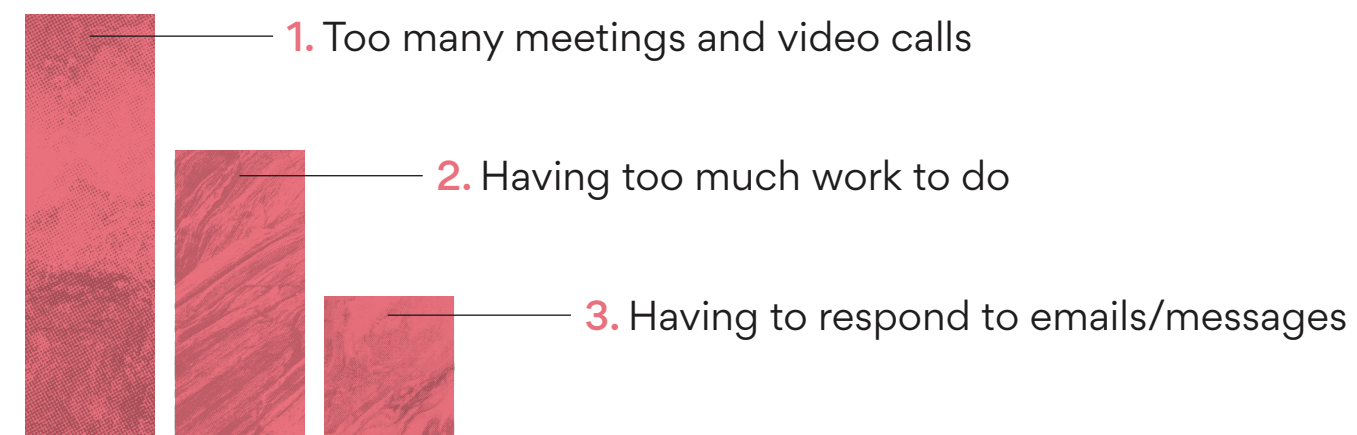 1. Too many meetings and video calls
2. Having too much work to do
3. Having to respond to emails/messages